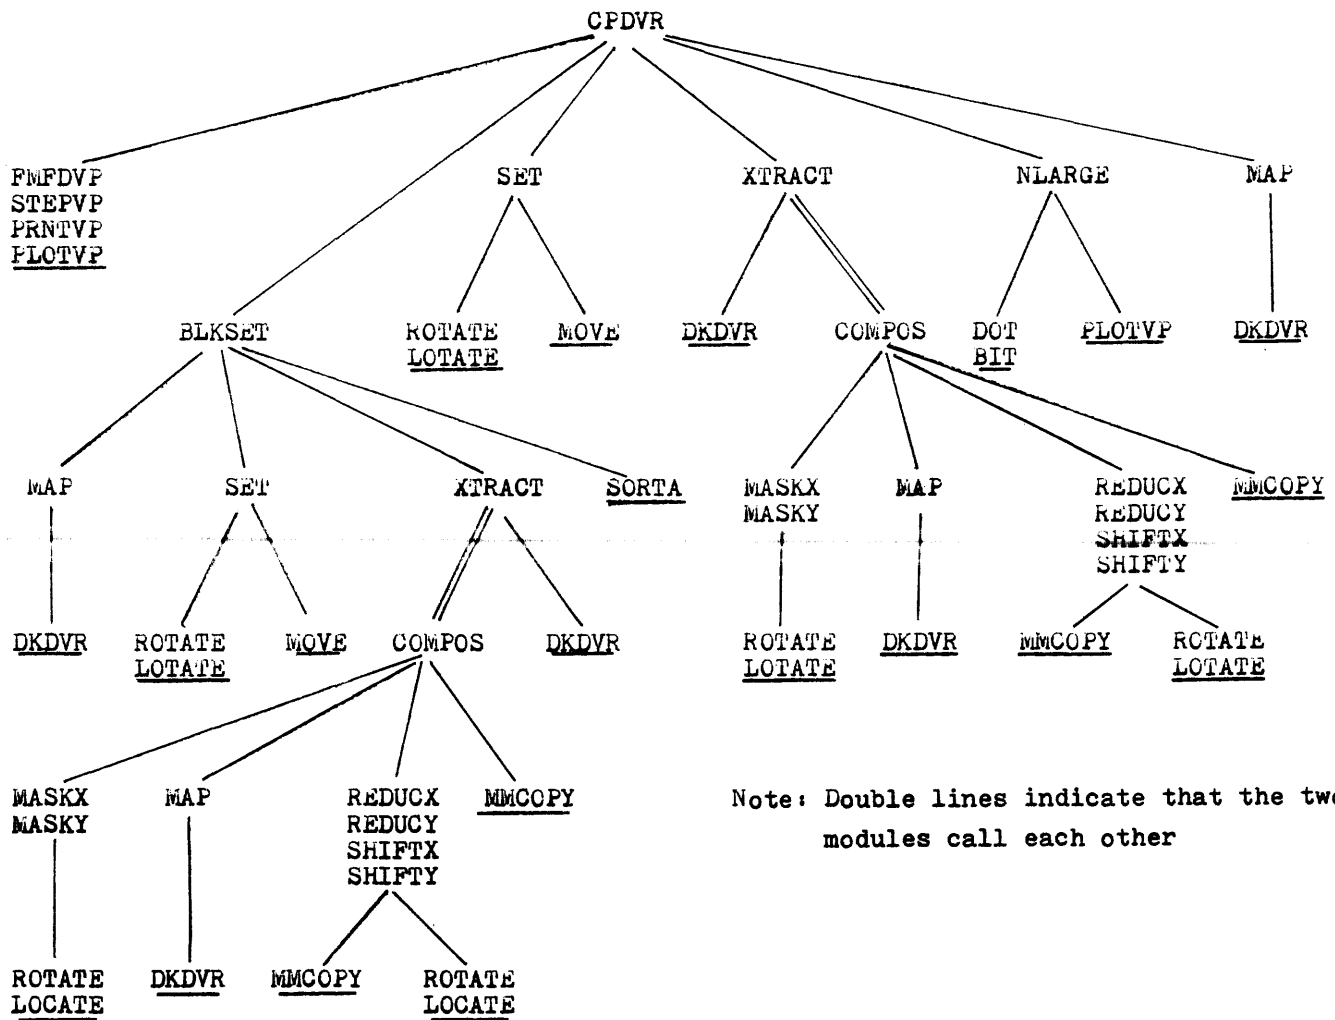 CPDVR
FMFDVP
STEPVP
PRNTVP
PLOTVP
SET
XTRACT
NLARGE
MAP
BLKSET
ROTATE
LOTATE
MOVE
DKDVR
COMPOS
DOT
BIT
PLOTVP
DKDVR
MAP
SET
XTRACT
SORTA
MASKX
MASKY
MAP
REDUCX
REDUCY
SHIFTX
SHIFTY
MMCOPY
DKDVR
ROTATE
LOTATE
MOVE
COMPOS
DKDVR
ROTATE
LOTATE
DKDVR
MMCOPY
ROTATE
LOTATE
MASKX
MASKY
MAP
REDUCX
REDUCY
SHIFTX
SHIFTY
MMCOPY
Note: Double lines indicate that the two
modules call each other
ROTATE
LOCATE
DKDVR
MMCOPY
ROTATE
LOCATE